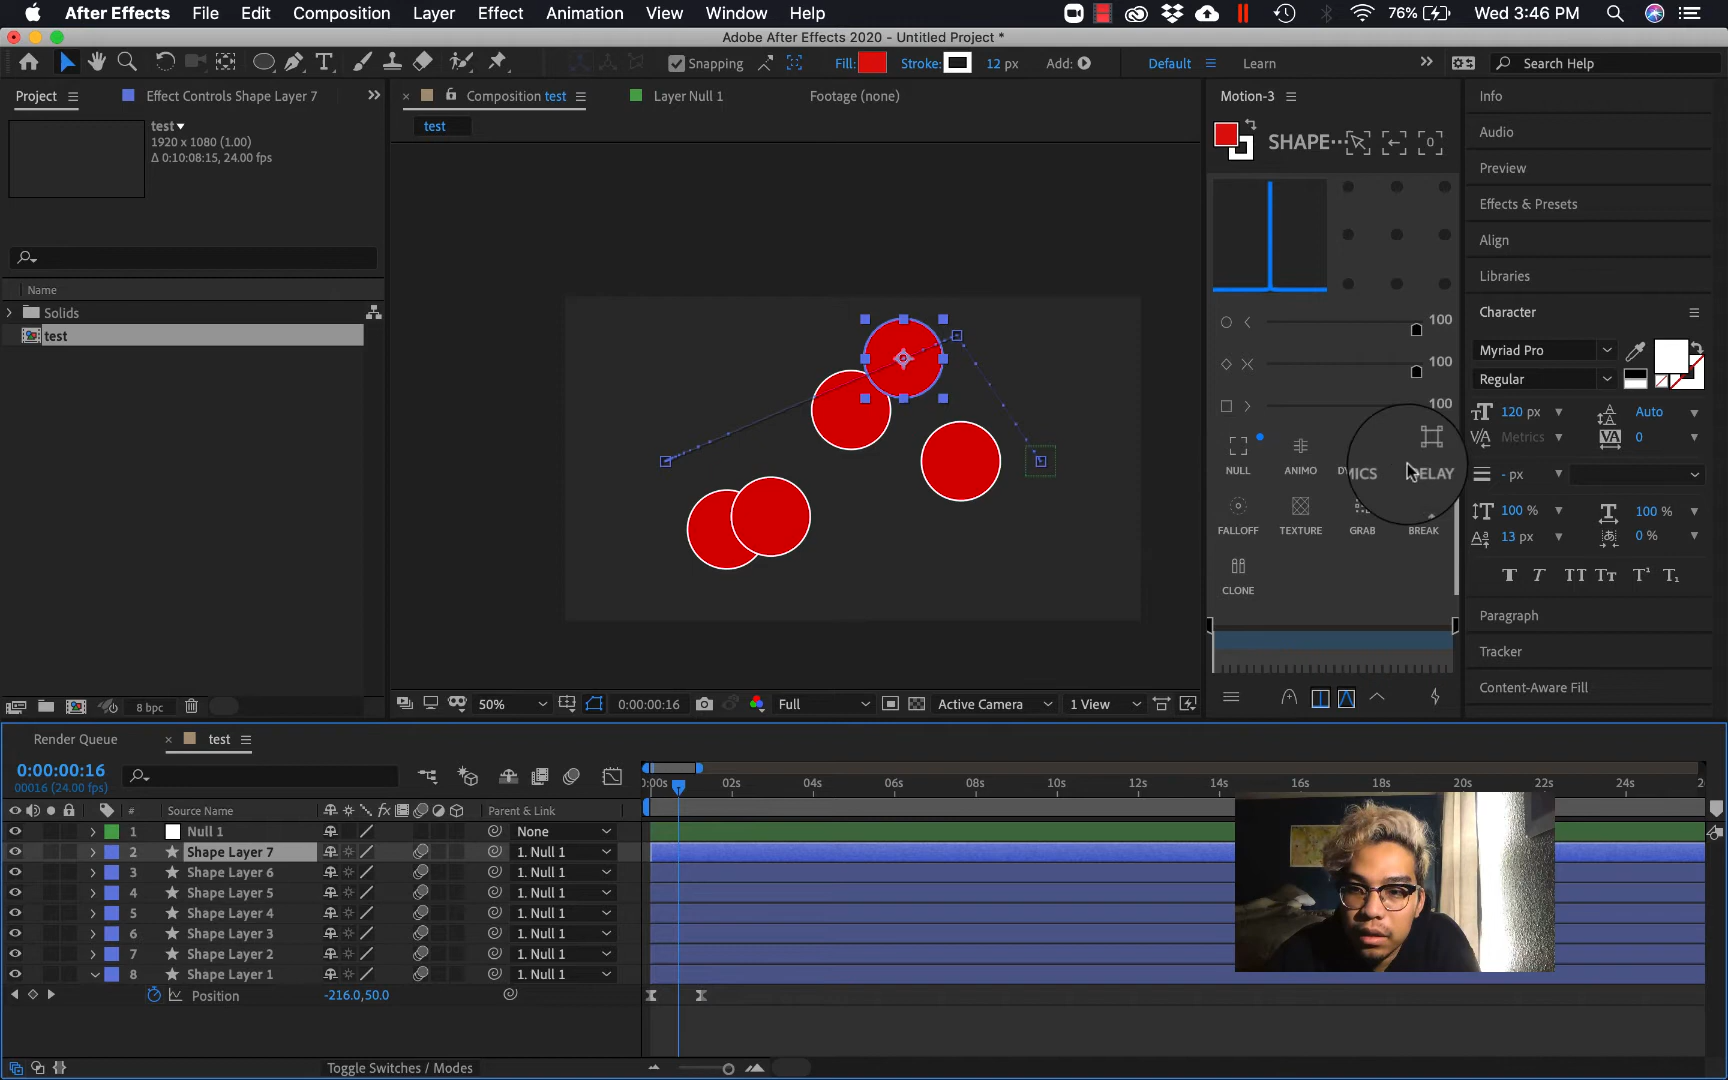 After Effects File Edit Composition Layer Effect Animation View Window Help
76% Wed 3:46 PM
Adobe After Effects 2020 - Untitled Project *
Snapping Fill: Stroke: 12 px Add: Default Learn Search Help
Project Effect Controls Shape Layer 7
test
1920 x 1080 (1.00)
Δ 0:10:08:15, 24.00 fps
Name
Solids
test
8 bpc
Composition test Layer Null 1 Footage (none)
test
50% 0:00:00:16 Full Active Camera 1 View
Motion-3
SHAPE··· 0
100
100
100
NULL ANIMO MICS ELAY
FALLOFF TEXTURE GRAB BREAK
CLONE
Info
Audio
Preview
Effects & Presets
Align
Libraries
Character
Myriad Pro
Regular
120 px Auto
Metrics 0
- px
100 % 100 %
13 px 0 %
T T TT Tт T¹ T₁
Paragraph
Tracker
Content-Aware Fill
Render Queue test
0:00:00:16
00016 (24.00 fps)
:00s 02s 04s 06s 08s 10s 12s 14s 16s 18s 20s 22s 24s 26
# Source Name fx Parent & Link
1 Null 1 None
2 Shape Layer 7 1. Null 1
3 Shape Layer 6 1. Null 1
4 Shape Layer 5 1. Null 1
5 Shape Layer 4 1. Null 1
6 Shape Layer 3 1. Null 1
7 Shape Layer 2 1. Null 1
8 Shape Layer 1 1. Null 1
Position -216.0,50.0
Toggle Switches / Modes